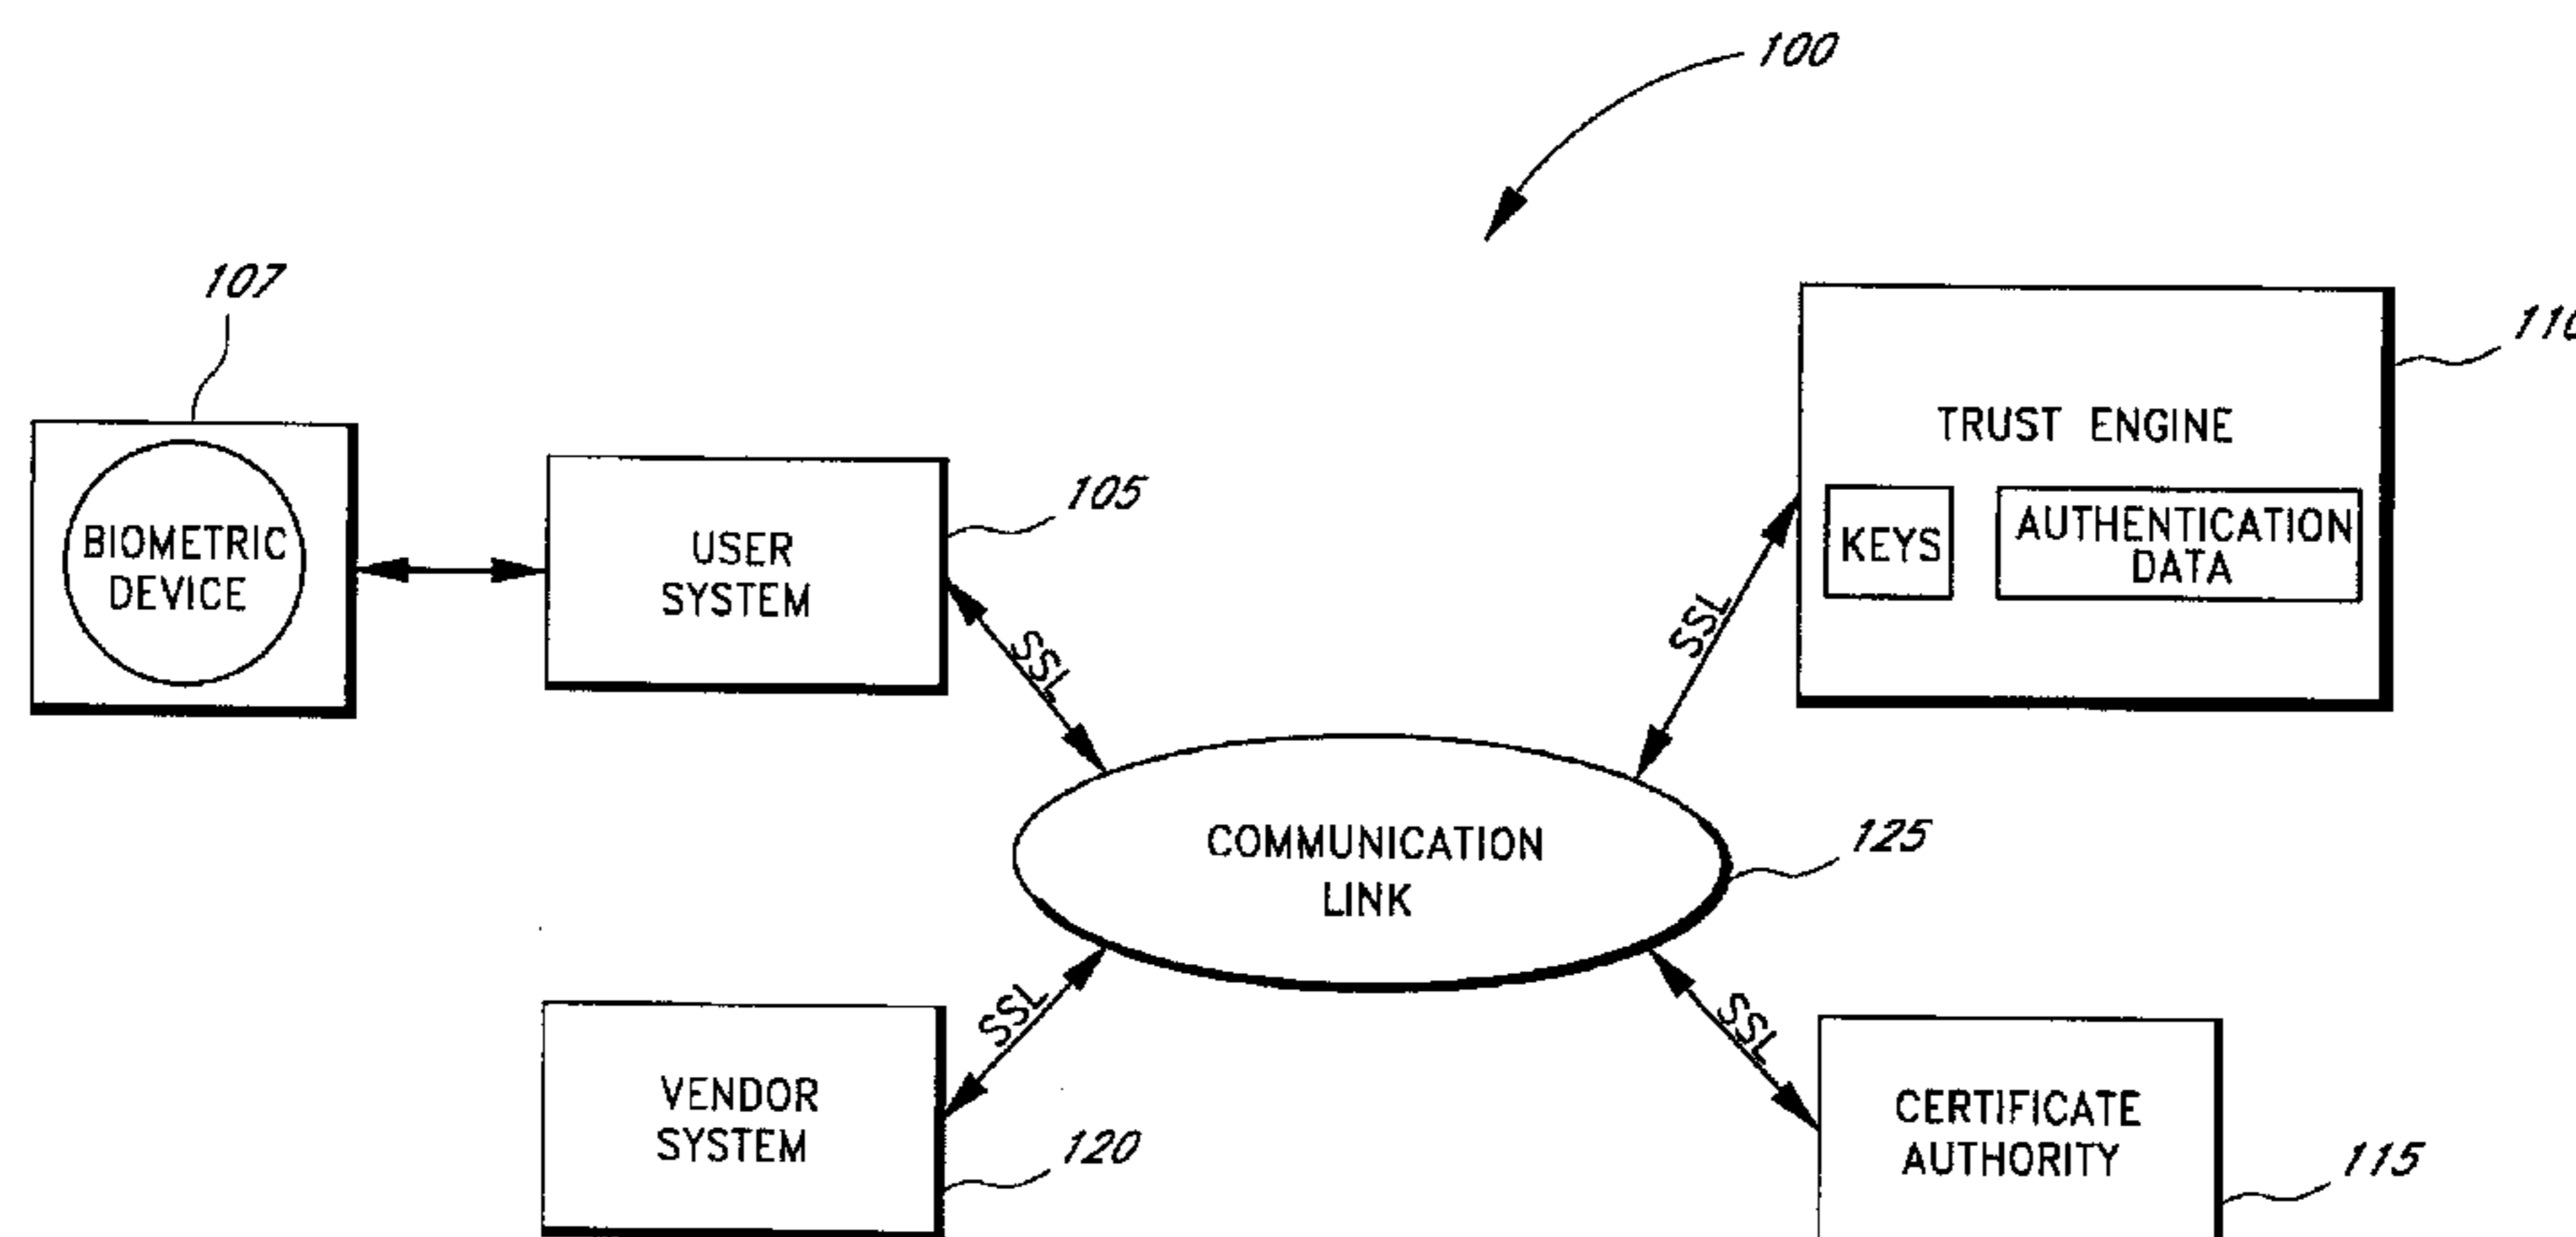 100
107
110
TRUST ENGINE
105
BIOMETRIC
DEVICE
USER
SYSTEM
KEYS
AUTHENTICATION
DATA
SSL
SSL
COMMUNICATION
LINK
125
SSL
SSL
VENDOR
SYSTEM
120
CERTIFICATE
AUTHORITY
115